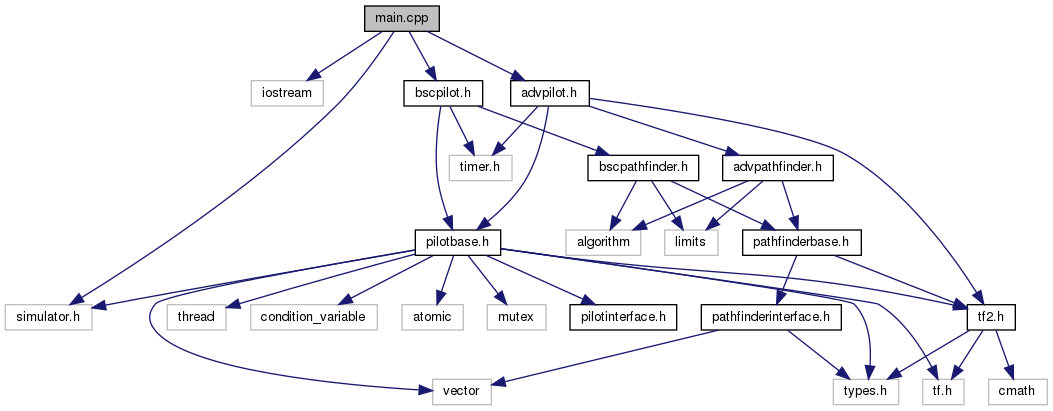 main.cpp
iostream
bscpilot.h
advpilot.h
timer.h
bscpathfinder.h
advpathfinder.h
pilotbase.h
algorithm
limits
pathfinderbase.h
simulator.h
thread
condition_variable
atomic
mutex
pilotinterface.h
pathfinderinterface.h
tf2.h
vector
types.h
tf.h
cmath